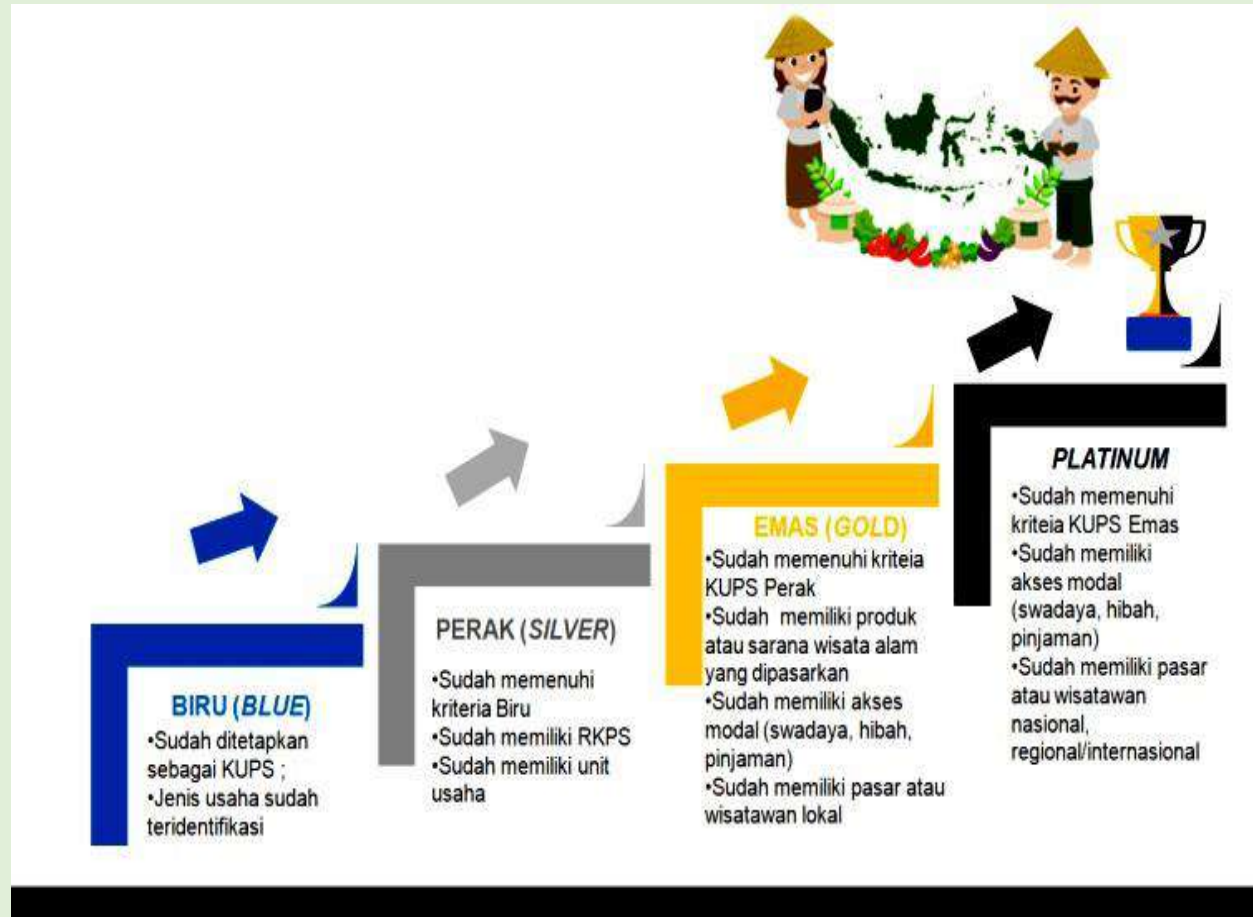 BIRU (BLUE)
•Sudah ditetapkan
sebagai KUPS ;
•Jenis usaha sudah
teridentifikasi
PERAK (SILVER)
•Sudah memenuhi
kriteria Biru
•Sudah memiliki RKPS
•Sudah memiliki unit
usaha
EMAS (GOLD)
•Sudah memenuhi kriteia
KUPS Perak
•Sudah memiliki produk
atau sarana wisata alam
yang dipasarkan
•Sudah memiliki akses
modal (swadaya, hibah,
pinjaman)
•Sudah memiliki pasar atau
wisatawan lokal
PLATINUM
•Sudah memenuhi
kriteia KUPS Emas
•Sudah memiliki
akses modal
(swadaya, hibah,
pinjaman)
•Sudah memiliki pasar
atau wisatawan
nasional,
regional/internasional